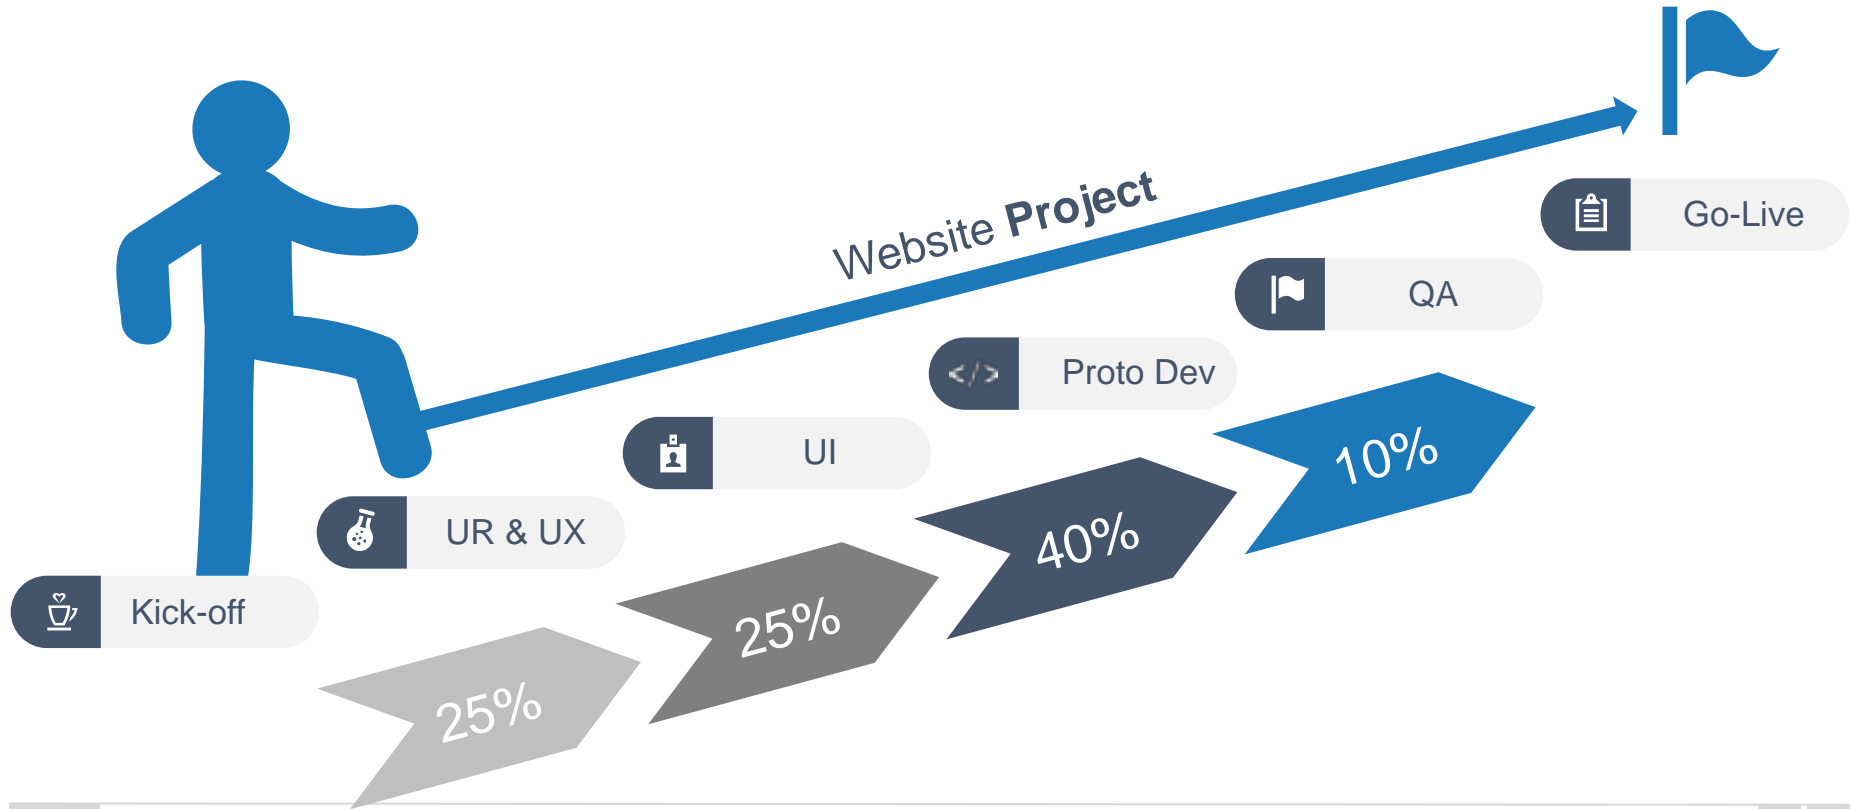 Website Project
Go-Live
QA
Proto Dev
UI
UR & UX
Kick-off
10%
40%
25%
25%